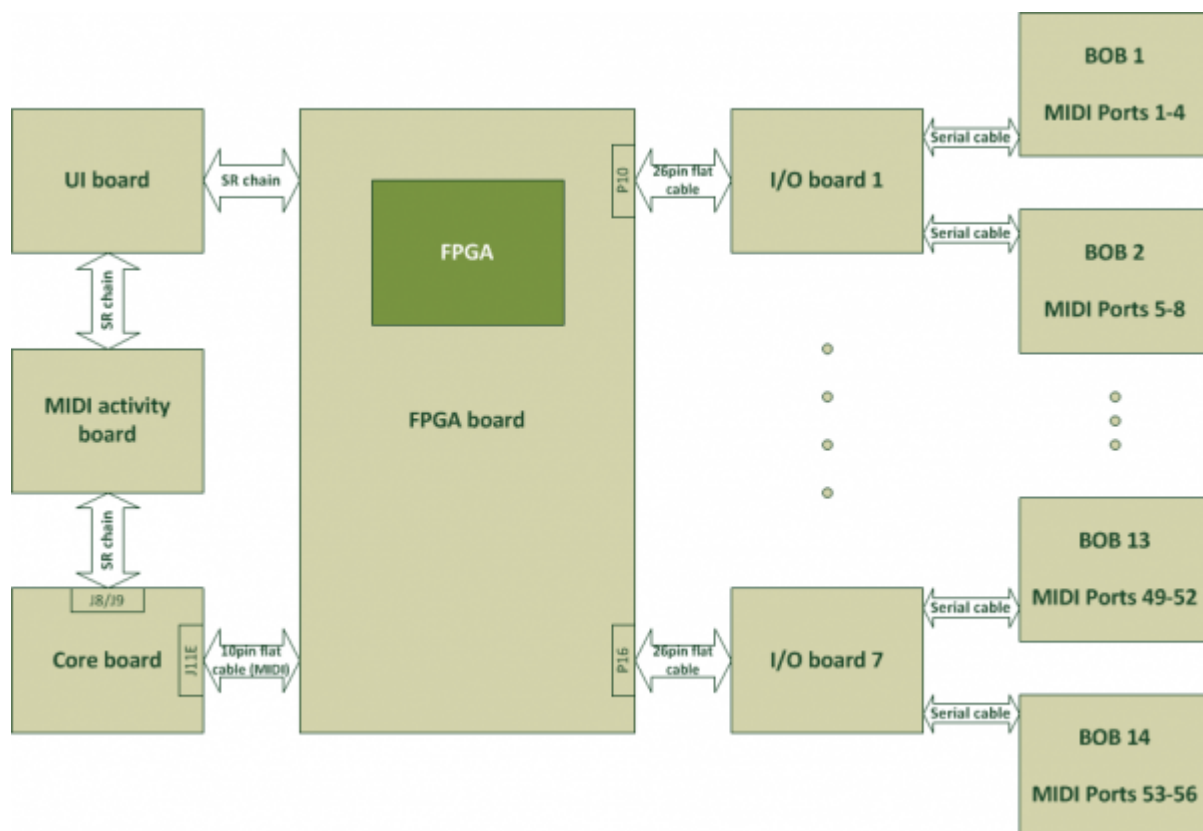 BOB 1
MIDI Ports 1-4
UI board
SR chain
P10
26pin flat
cable
I/O board 1
Serial cable
Serial cable
BOB 2
MIDI Ports 5-8
FPGA
SR chain
MIDI activity
board
FPGA board
SR chain
J8/J9
Core board
J11E
10pin flat
cable (MIDI)
P16
26pin flat
cable
I/O board 7
Serial cable
BOB 13
MIDI Ports 49-52
Serial cable
BOB 14
MIDI Ports 53-56